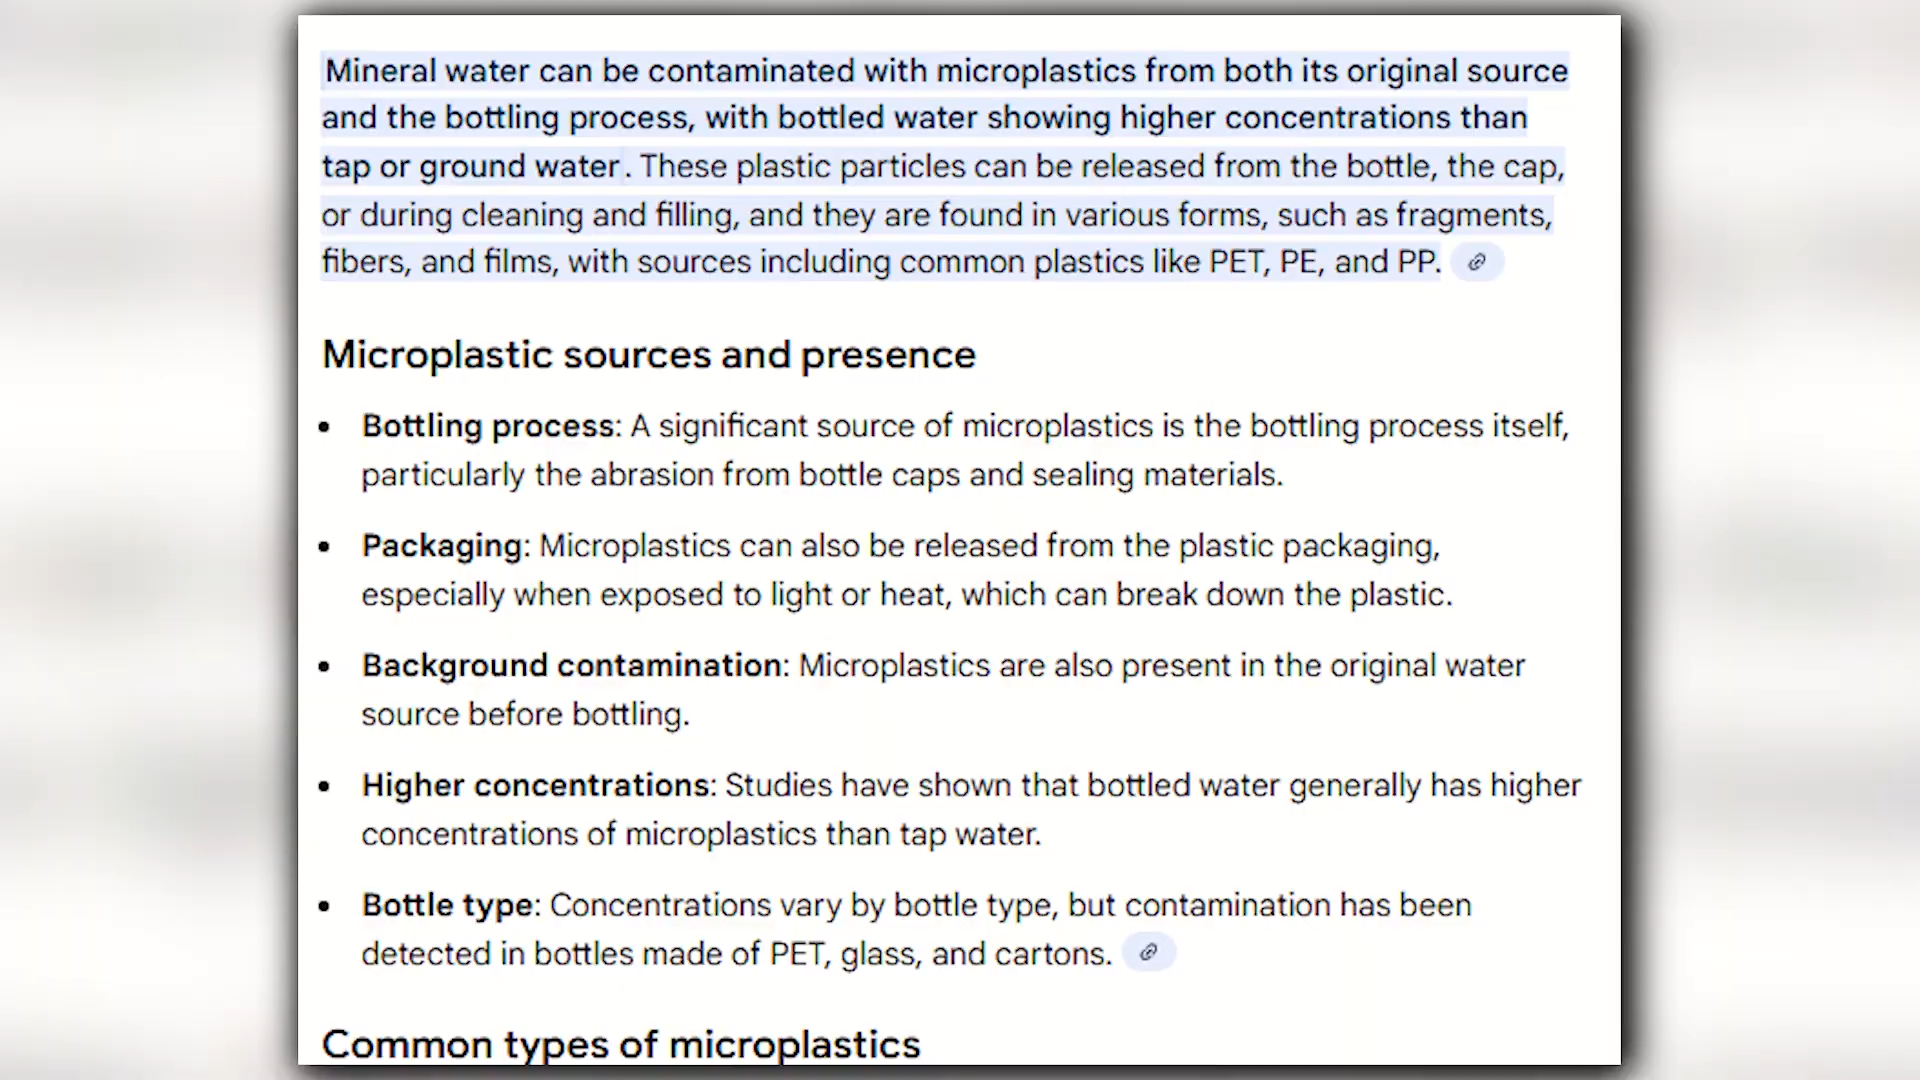 Mineral water can be contaminated with microplastics from both its original source
and the bottling process, with bottled water showing higher concentrations than
tap or ground water. These plastic particles can be released from the bottle, the cap,
or during cleaning and filling, and they are found in various forms, such as fragments,
fibers, and films, with sources including common plastics like PET, PE, and PP.
Microplastic sources and presence
• Bottling process: A significant source of microplastics is the bottling process itself,
particularly the abrasion from bottle caps and sealing materials.
• Packaging: Microplastics can also be released from the plastic packaging,
especially when exposed to light or heat, which can break down the plastic.
• Background contamination: Microplastics are also present in the original water
source before bottling.
• Higher concentrations: Studies have shown that bottled water generally has higher
concentrations of microplastics than tap water.
• Bottle type: Concentrations vary by bottle type, but contamination has been
detected in bottles made of PET, glass, and cartons.
Common types of microplastics